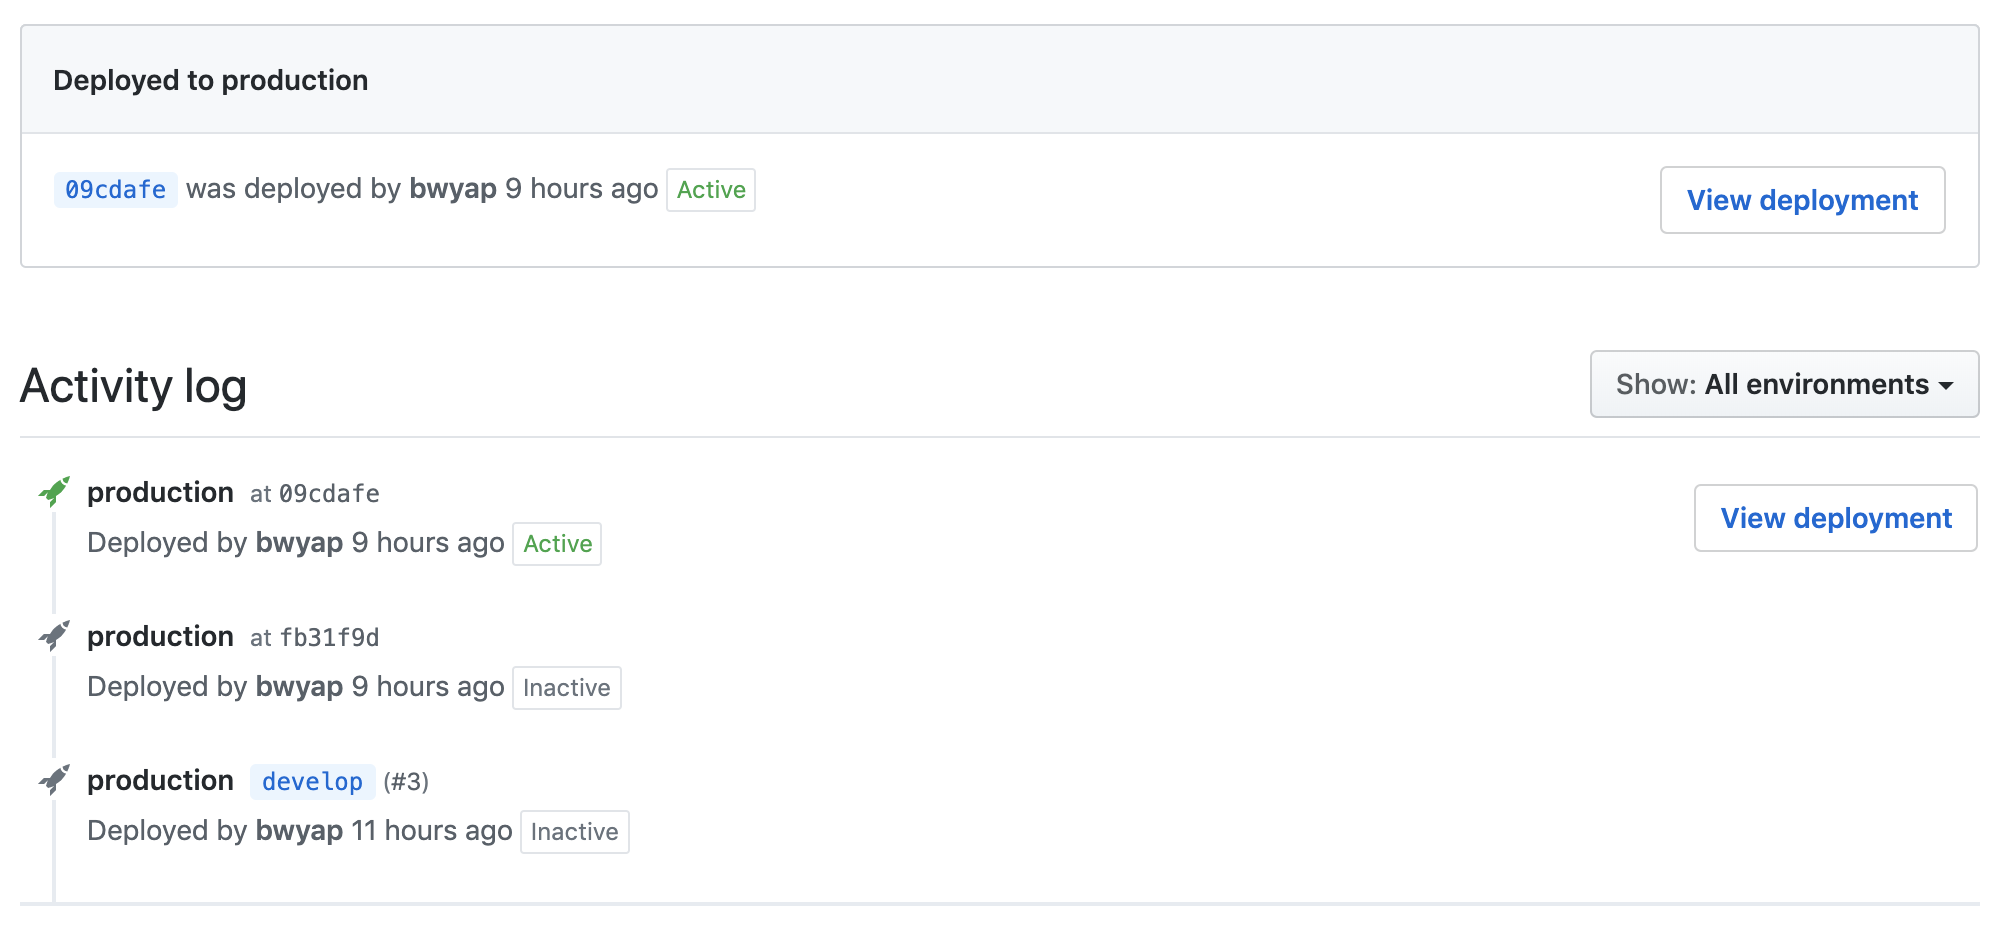 Deployed to production
09cdafe was deployed by bwyap 9 hours ago Active
View deployment
Activity log
Show: All environments
production at 09cdafe
Deployed by bwyap 9 hours ago Active
View deployment
production at fb31f9d
Deployed by bwyap 9 hours ago Inactive
production develop (#3)
Deployed by bwyap 11 hours ago Inactive